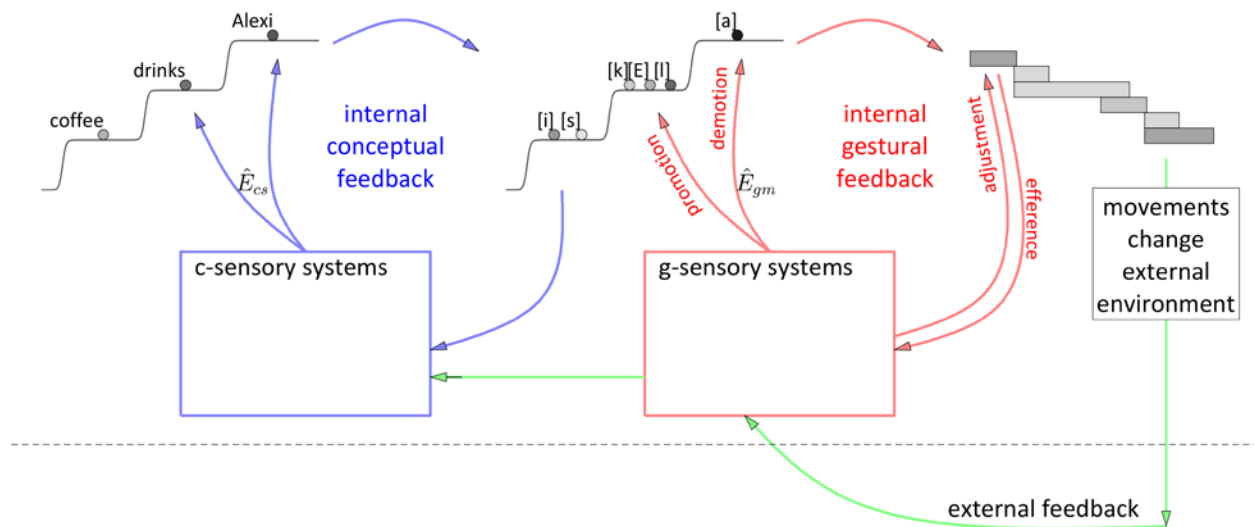 Alexi
drinks
coffee
internal
conceptual
feedback
Ê_cs
c-sensory systems
[a]
[k][E][l]
[i] [s]
promotion
demotion
Ê_gm
internal
gestural
feedback
g-sensory systems
adjustment
efference
movements
change
external
environment
external feedback